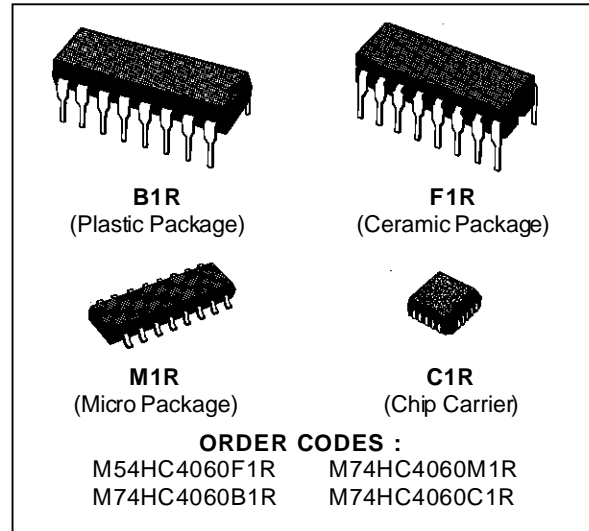 B1R
(Plastic Package)
F1R
(Ceramic Package)
M1R
(Micro Package)
C1R
(Chip Carrier)
ORDER CODES :
M54HC4060F1R M74HC4060M1R
M74HC4060B1R M74HC4060C1R